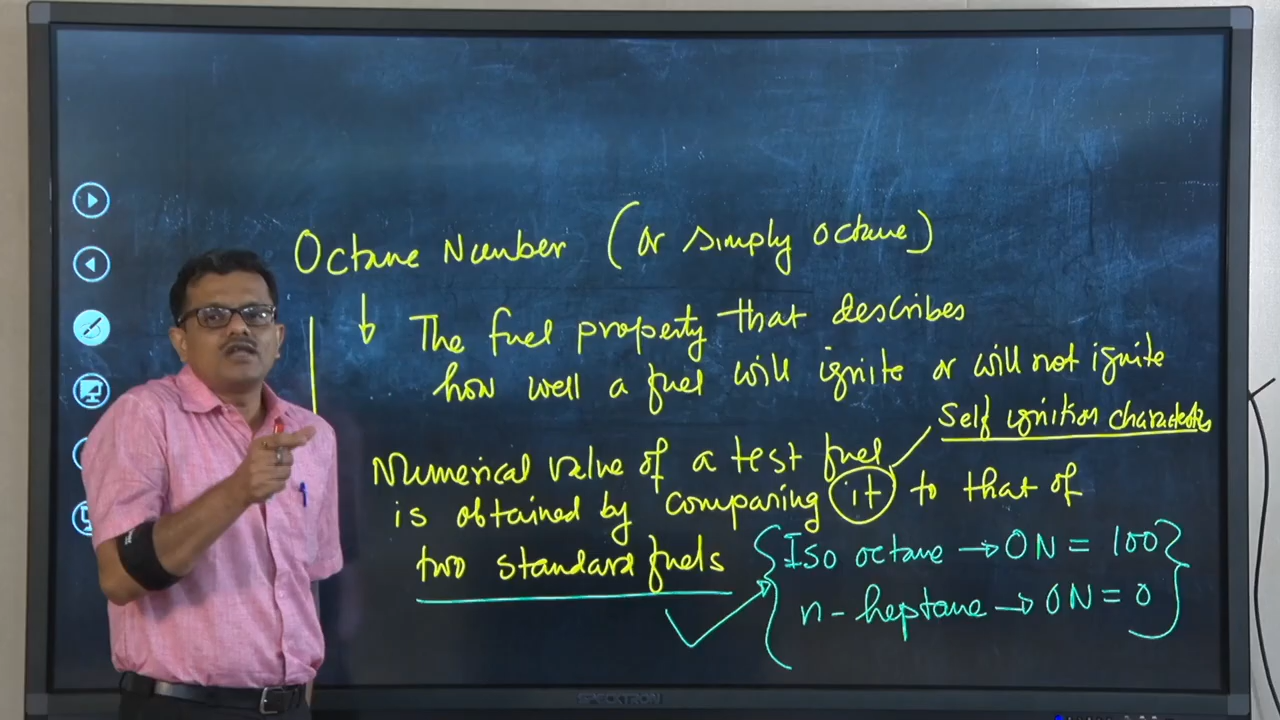 Octane Number (or simply octane)
↓ The fuel property that describes
how well a fuel will ignite or will not ignite
Self ignition characteristics
Numerical value of a test fuel
is obtained by comparing it to that of
two standard fuels
Iso octane → ON = 100
n-heptane → ON = 0
SPECKTRON